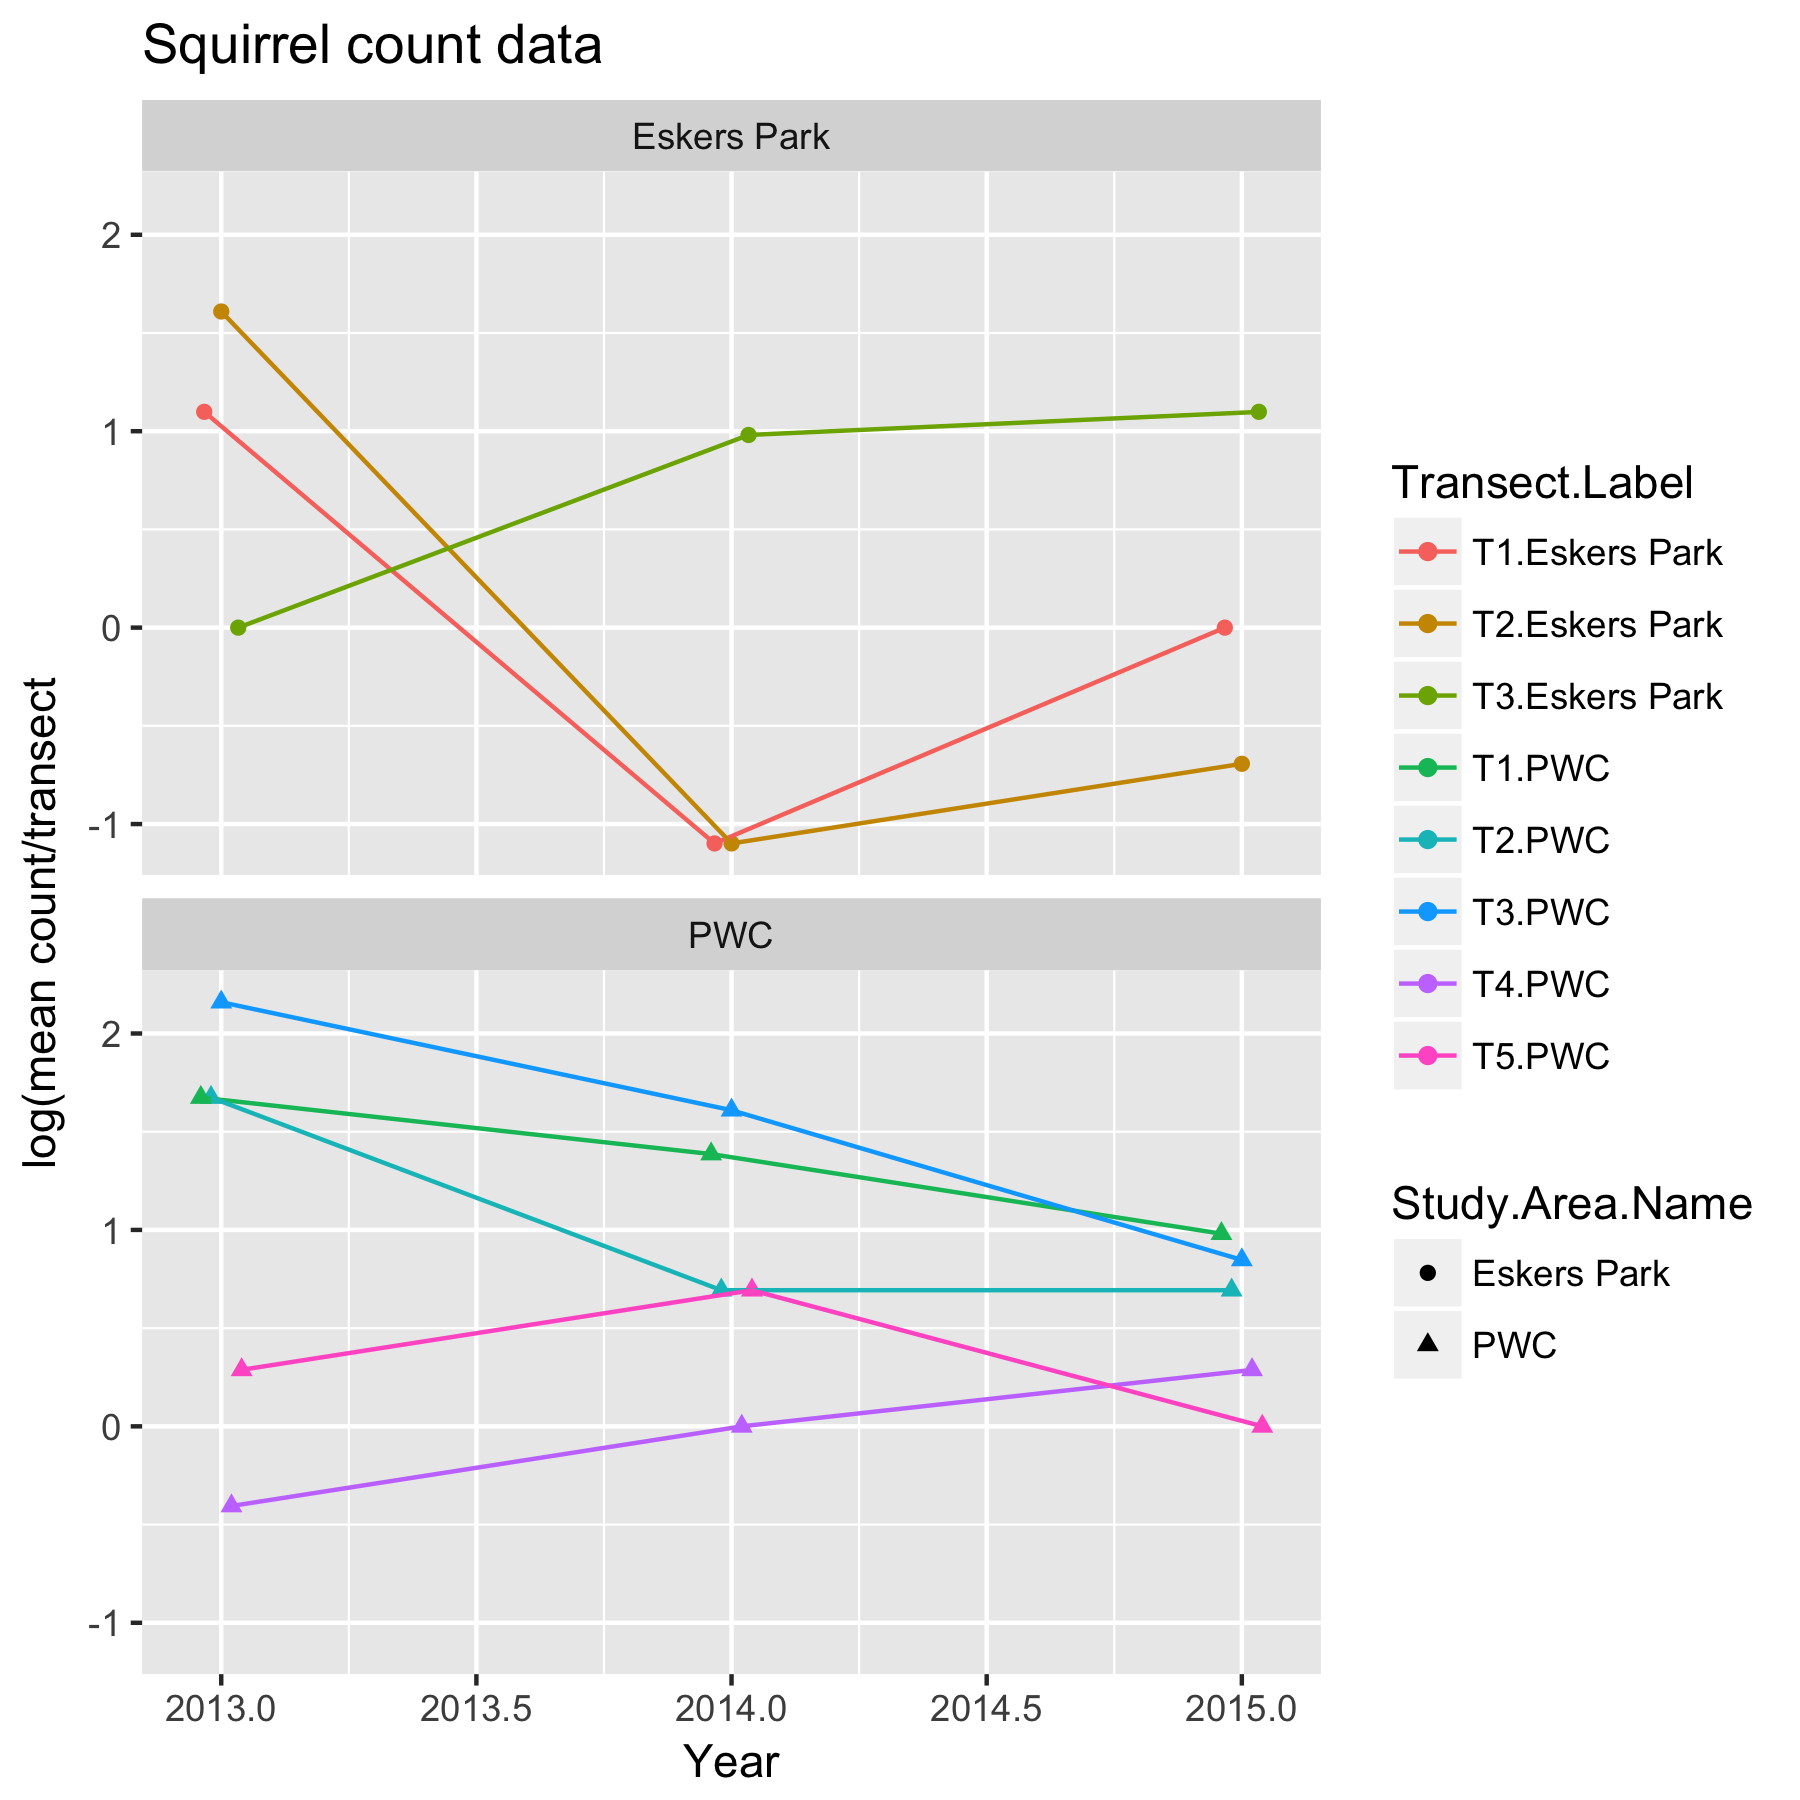 Squirrel count data
Eskers Park
2
1
0
-1
PWC
2
1
0
-1
log(mean count/transect
2013.0 2013.5 2014.0 2014.5 2015.0
Year
Transect.Label
T1.Eskers Park
T2.Eskers Park
T3.Eskers Park
T1.PWC
T2.PWC
T3.PWC
T4.PWC
T5.PWC
Study.Area.Name
Eskers Park
PWC